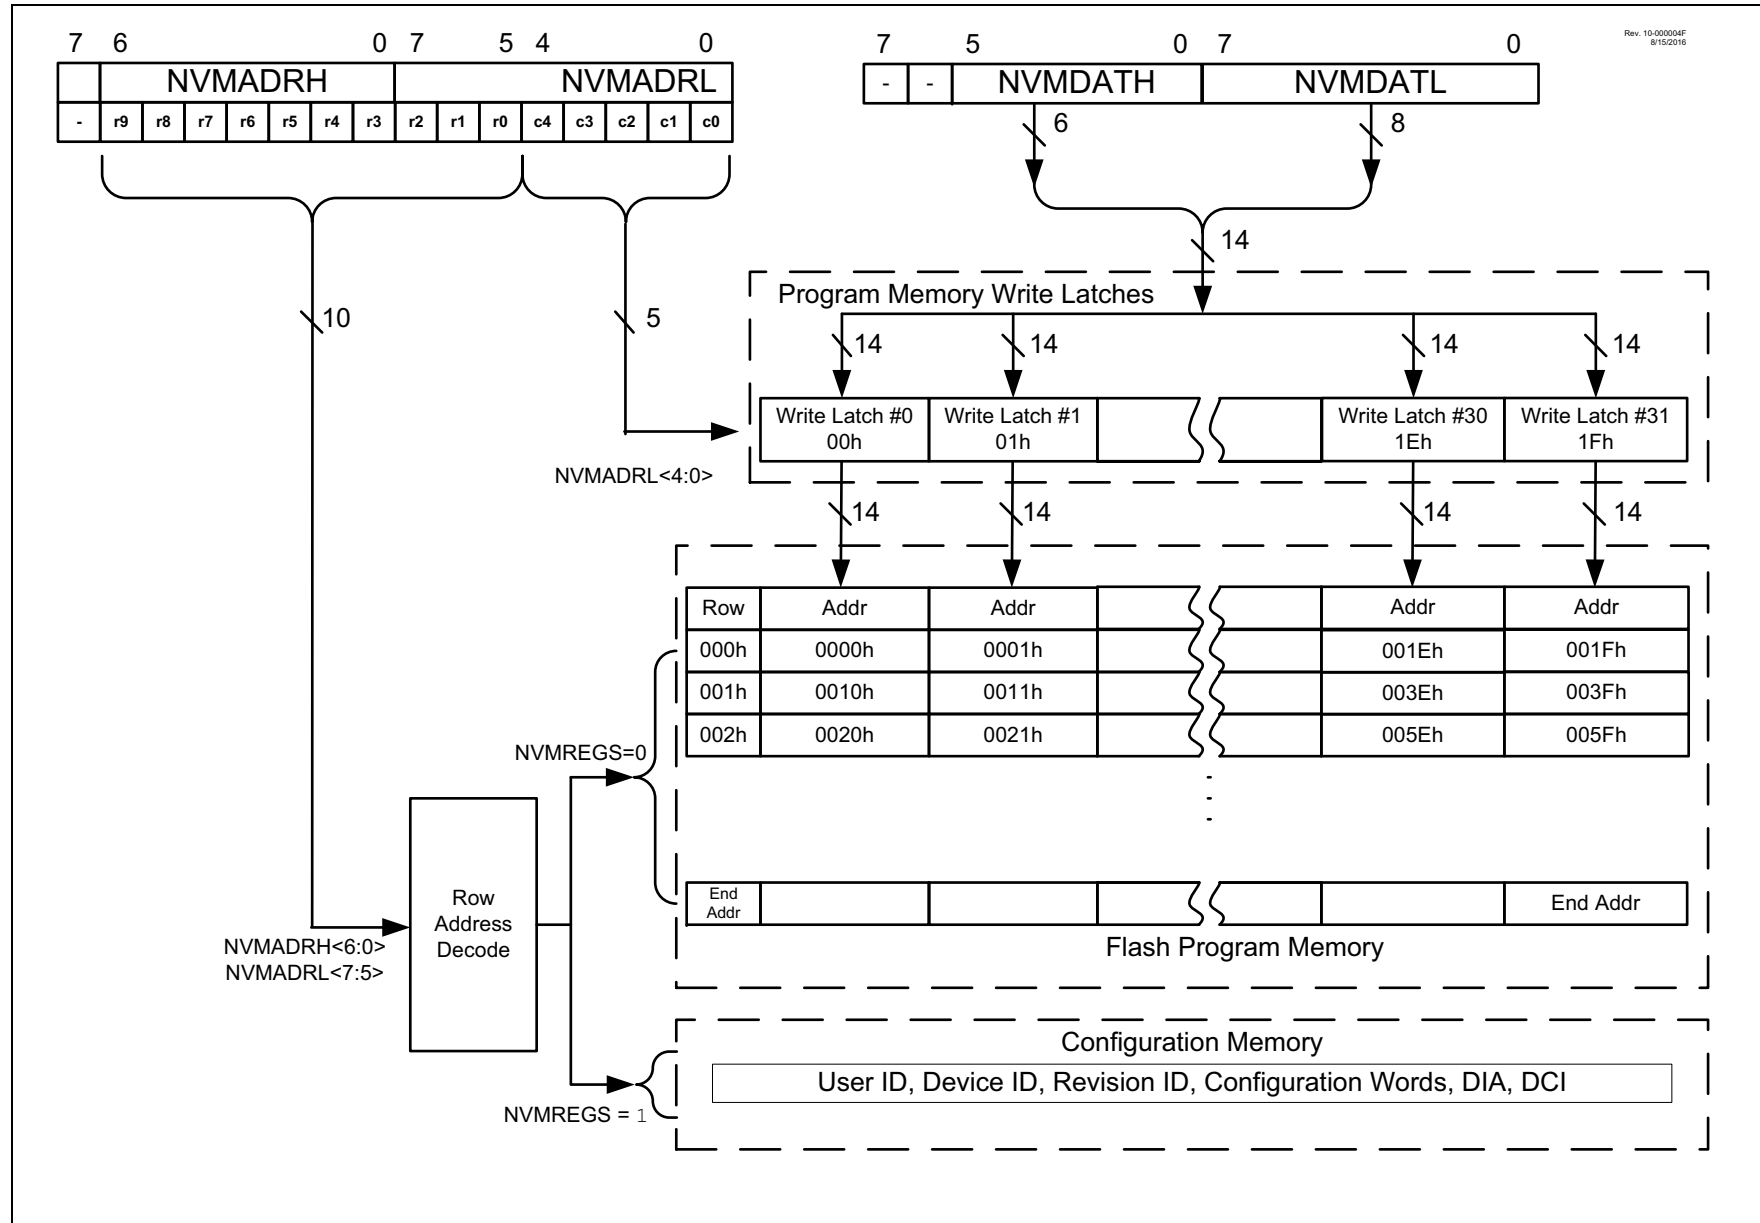 7 6 0 7 5 4 0
7 5 0 7 0
Rev. 10-000004F
8/15/2016
NVMADRH NVMADRL
- - NVMDATH NVMDATL
- r9 r8 r7 r6 r5 r4 r3 r2 r1 r0 c4 c3 c2 c1 c0
6 8
14
Program Memory Write Latches
10 5
14 14 14 14
Write Latch #0 Write Latch #1 Write Latch #30 Write Latch #31
00h 01h 1Eh 1Fh
NVMADRL<4:0>
14 14 14 14
Row Addr Addr Addr Addr
000h 0000h 0001h 001Eh 001Fh
001h 0010h 0011h 003Eh 003Fh
002h 0020h 0021h 005Eh 005Fh
NVMREGS=0
End
Addr
End Addr
Row
Address
Decode
NVMADRH<6:0>
NVMADRL<7:5>
Flash Program Memory
Configuration Memory
User ID, Device ID, Revision ID, Configuration Words, DIA, DCI
NVMREGS = 1